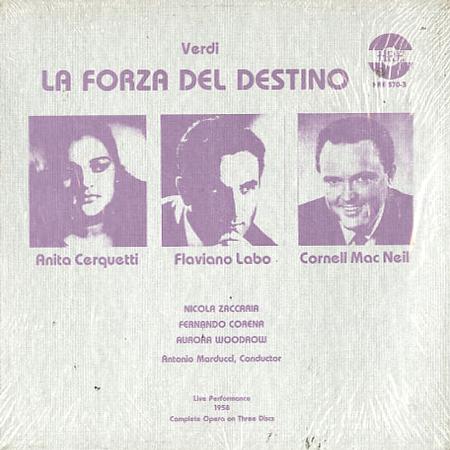 Verdi
LA FORZA DEL DESTINO
HRE
HRE 370-3
Anita Cerquetti
Flaviano Labo
Cornell Mac Neil
NICOLA ZACCARIA
FERNANDO CORENA
AURORA WOODROW
Antonio Marducci, Conductor
Live Performance
1958
Complete Opera on Three Discs